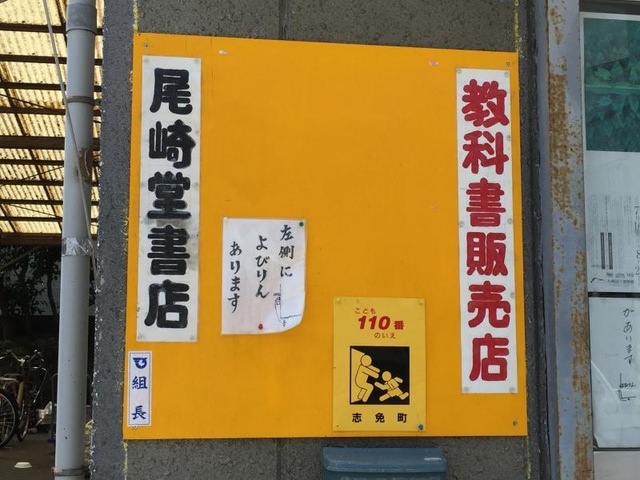 教科書販売店
尾崎堂書店
左側に
よびりん
あります
こども
110番
のいえ
志免町
組長
があります